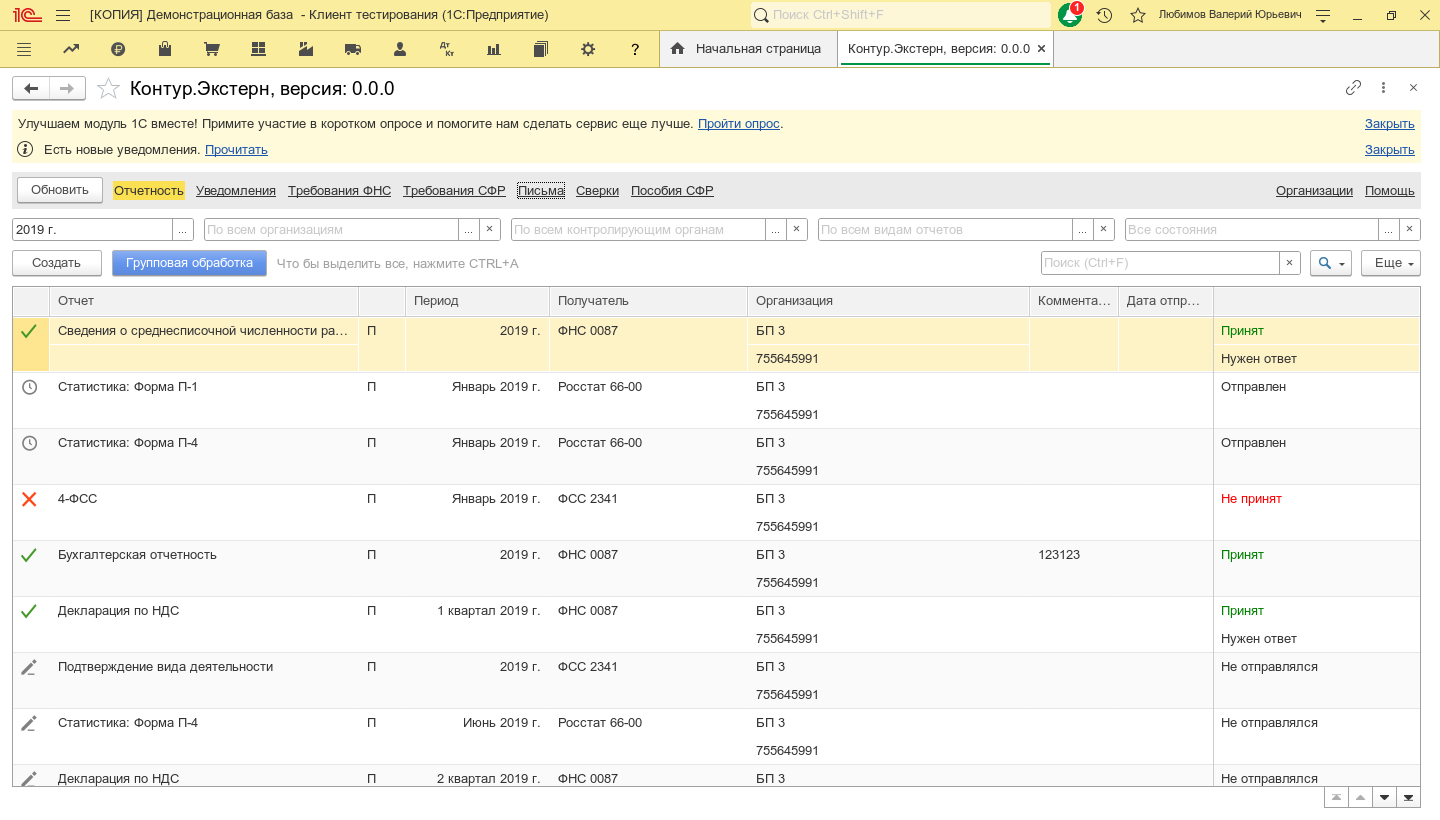 [КОПИЯ] Демонстрационная база - Клиент тестирования (1С:Предприятие)
Поиск Ctrl+Shift+F
1
Любимов Валерий Юрьевич
Дт Кт
?
Начальная страница
Контур.Экстерн, версия: 0.0.0
Контур.Экстерн, версия: 0.0.0
Улучшаем модуль 1С вместе! Примите участие в коротком опросе и помогите нам сделать сервис еще лучше. Пройти опрос. Закрыть
Есть новые уведомления. Прочитать Закрыть
Обновить Отчетность Уведомления Требования ФНС Требования СФР Письма Сверки Пособия СФР Организации Помощь
2019 г. ... По всем организациям ... × По всем контролирующим органам ... × По всем видам отчетов ... × Все состояния ... ×
Создать Групповая обработка Что бы выделить все, нажмите CTRL+A Поиск (Ctrl+F) × Еще
Отчет Период Получатель Организация Коммента... Дата отпр...
Сведения о среднесписочной численности ра... П 2019 г. ФНС 0087 БП 3 Принят
755645991 Нужен ответ
Статистика: Форма П-1 П Январь 2019 г. Росстат 66-00 БП 3 Отправлен
755645991
Статистика: Форма П-4 П Январь 2019 г. Росстат 66-00 БП 3 Отправлен
755645991
4-ФСС П Январь 2019 г. ФСС 2341 БП 3 Не принят
755645991
Бухгалтерская отчетность П 2019 г. ФНС 0087 БП 3 123123 Принят
755645991
Декларация по НДС П 1 квартал 2019 г. ФНС 0087 БП 3 Принят
755645991 Нужен ответ
Подтверждение вида деятельности П 2019 г. ФСС 2341 БП 3 Не отправлялся
755645991
Статистика: Форма П-4 П Июнь 2019 г. Росстат 66-00 БП 3 Не отправлялся
755645991
Декларация по НДС П 2 квартал 2019 г. ФНС 0087 БП 3 Не отправлялся